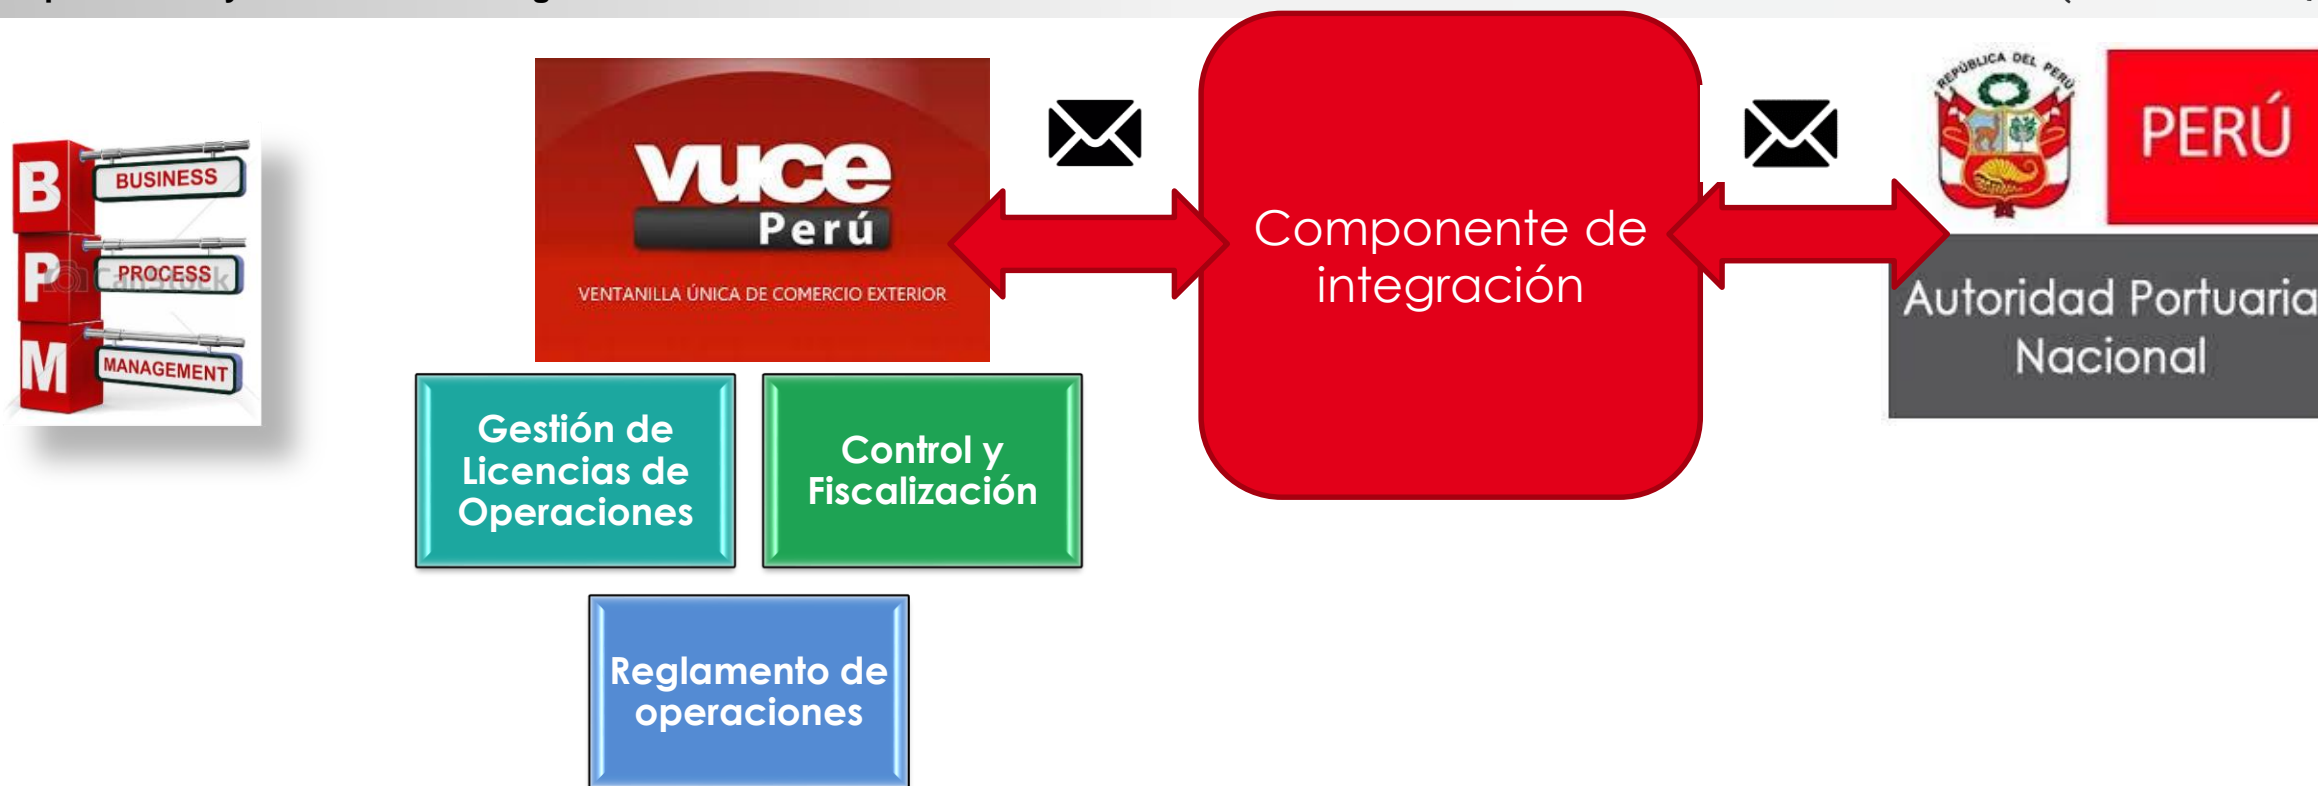 B
BUSINESS
P
PROCESS
M
MANAGEMENT
vuce
Perú
VENTANILLA ÚNICA DE COMERCIO EXTERIOR
Gestión de
Licencias de
Operaciones
Control y
Fiscalización
Reglamento de
operaciones
Componente de
integración
REPÚBLICA DEL PERÚ
PERÚ
Autoridad Portuaria
Nacional